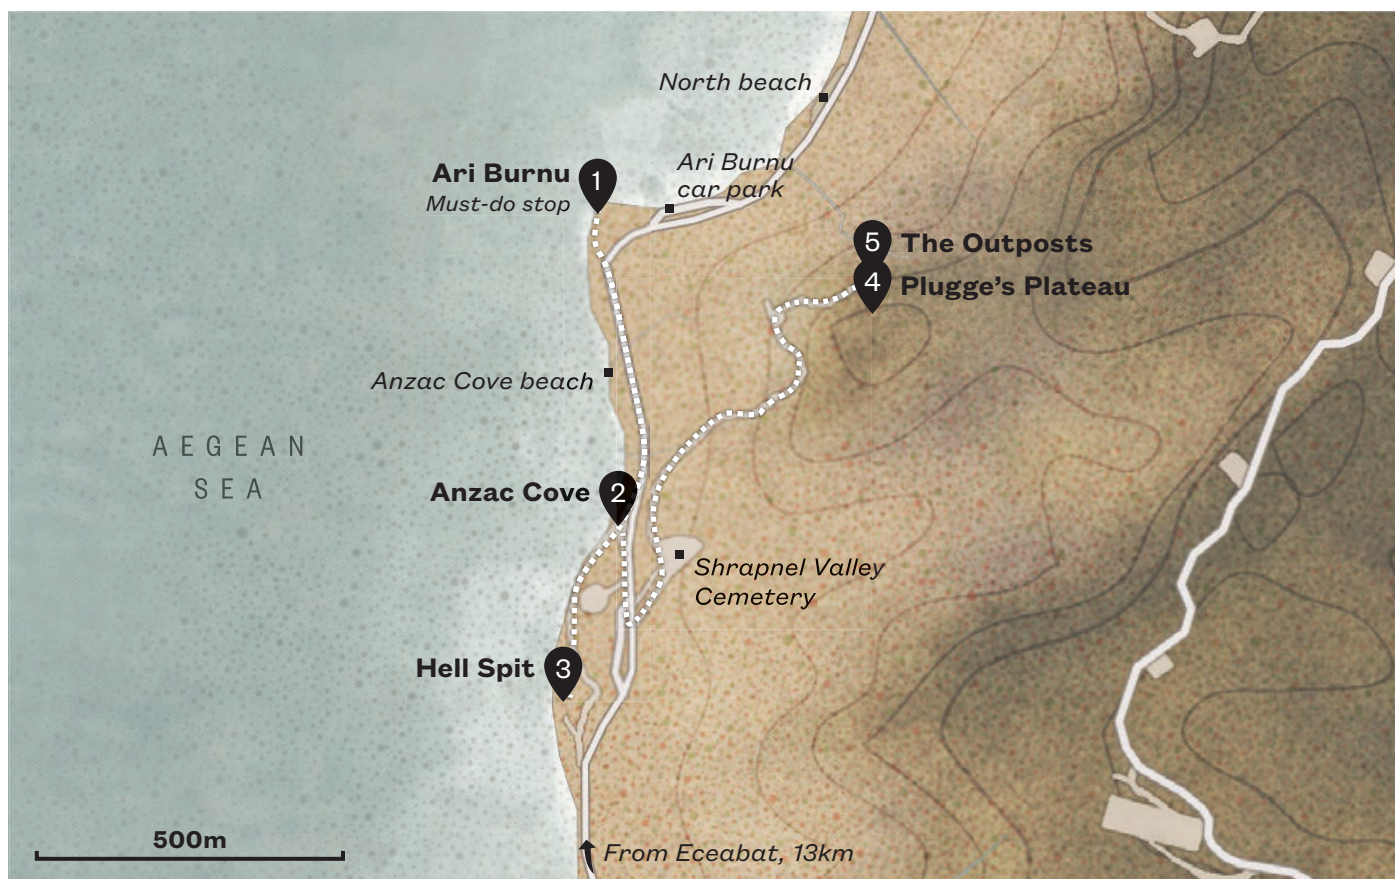 North beach
Ari Burnu
car park
Ari Burnu
Must-do stop
1
5
The Outposts
4
Plugge’s Plateau
Anzac Cove beach
AEGEAN
SEA
Anzac Cove
2
Shrapnel Valley
Cemetery
Hell Spit
3
500m
From Eceabat, 13km